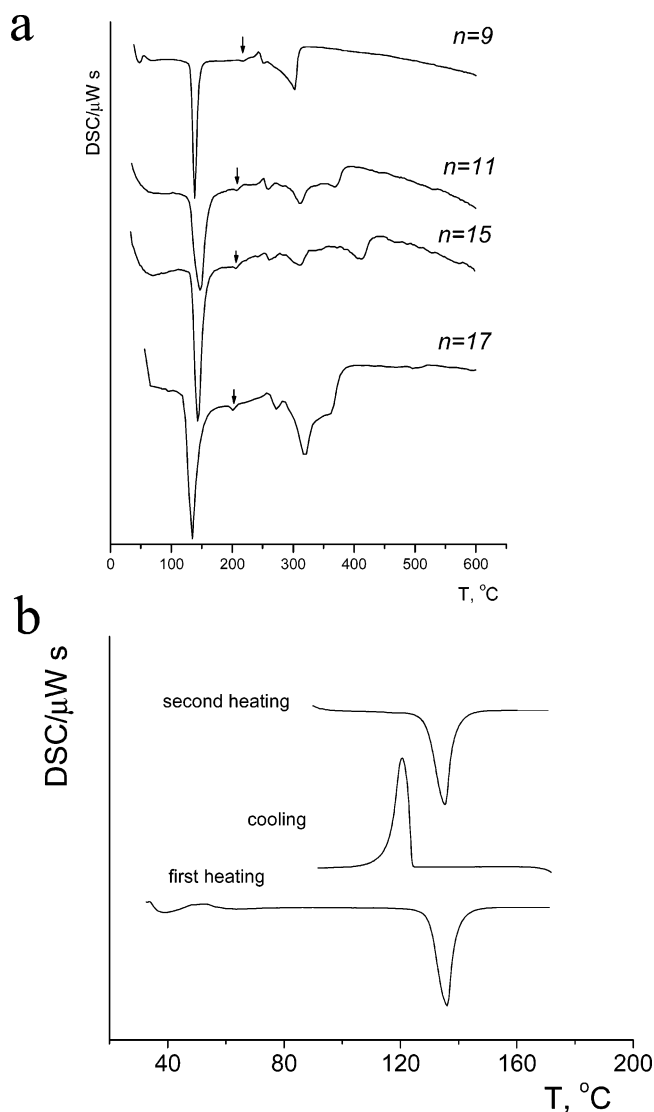 a
n=9
n=11
n=15
n=17
DSC/μW s
0 100 200 300 400 500 600
T, °C
b
DSC/μW s
second heating
cooling
first heating
40 80 120 160 200
T, °C